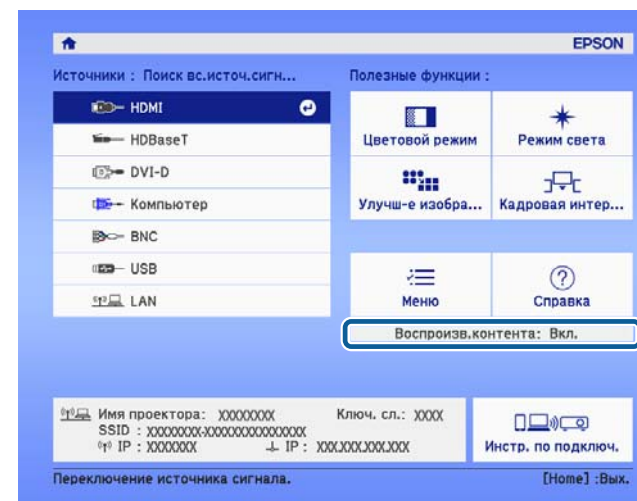 EPSON
Источники : Поиск вс.источ.сигн...
Полезные функции :
HDMI
HDBaseT
DVI-D
Компьютер
BNC
USB
LAN
Цветовой режим
Режим света
Улучш-е изобра...
Кадровая интер...
Меню
Справка
Воспроизв.контента: Вкл.
Имя проектора: XXXXXXXX
Ключ. сл.: XXXX
SSID : XXXXXXXX-XXXXXXXXXXXXXXX
IP : XXXXXXX
IP : XXX.XXX.XXX.XXX
Инстр. по подключ.
Переключение источника сигнала.
[Home] :Вых.